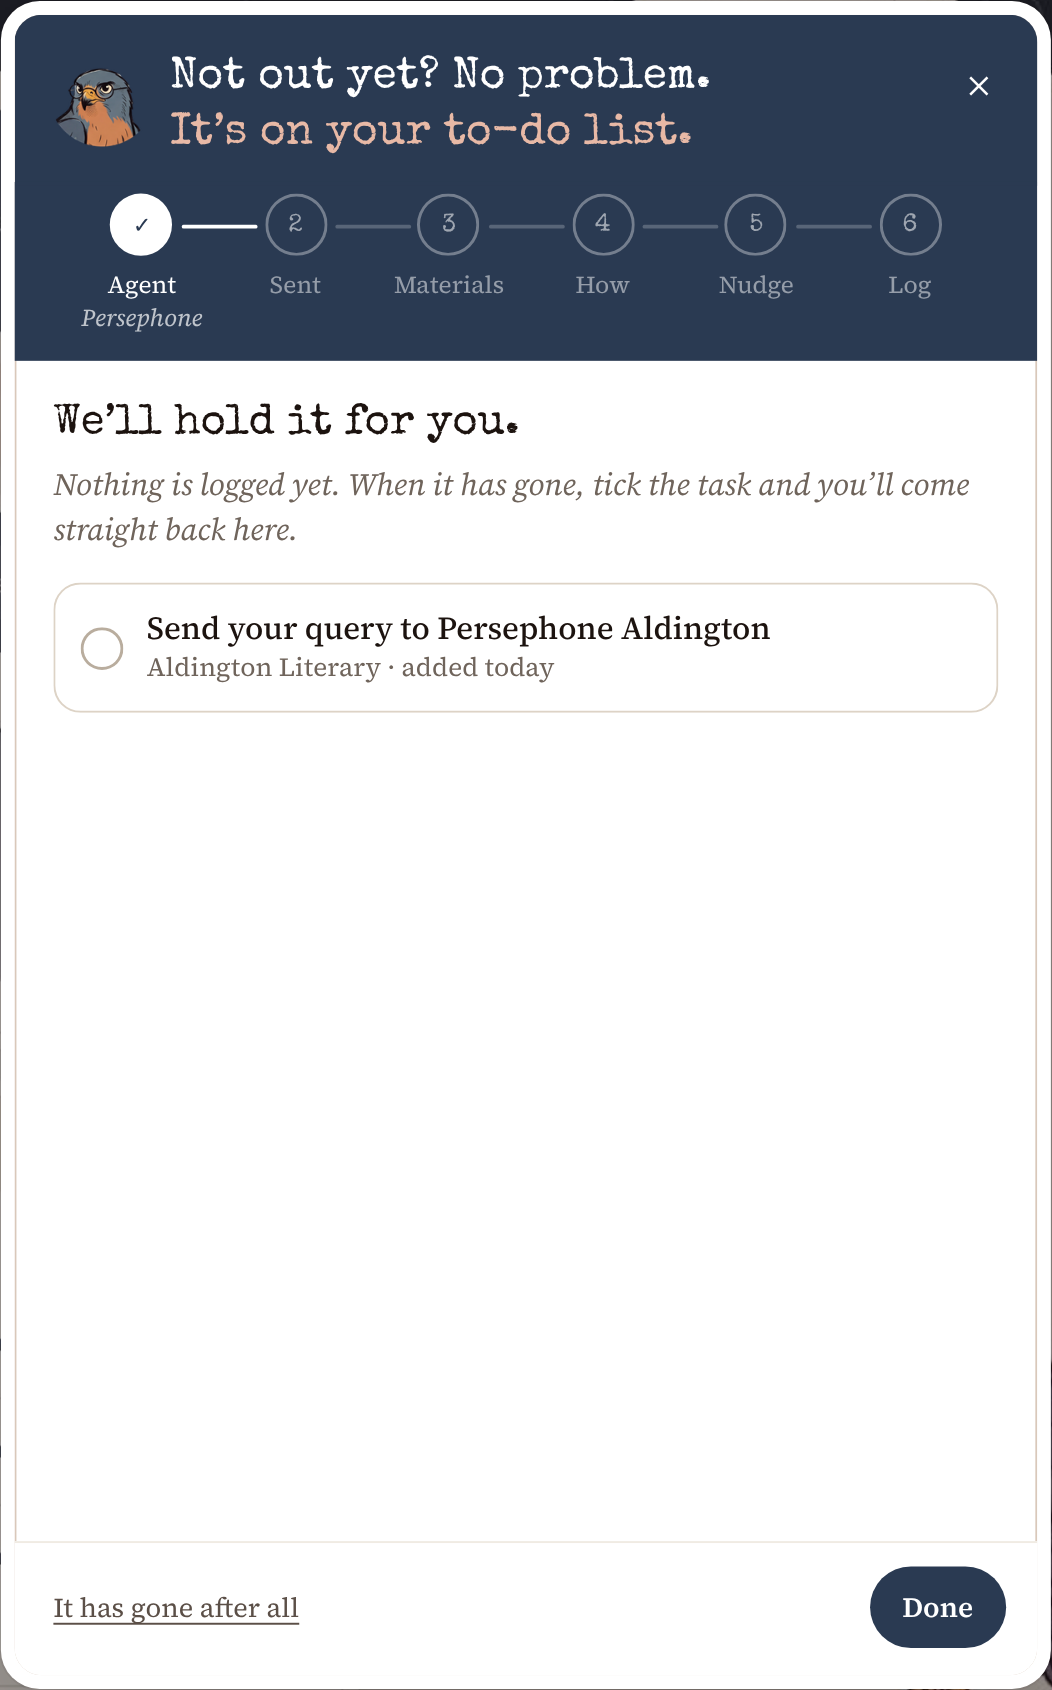 Not out yet? No problem.
It's on your to-do list.
✓
2
3
4
5
6
Agent
Sent
Materials
How
Nudge
Log
Persephone
We'll hold it for you.
Nothing is logged yet. When it has gone, tick the task and you'll come
straight back here.
Send your query to Persephone Aldington
Aldington Literary · added today
It has gone after all
Done